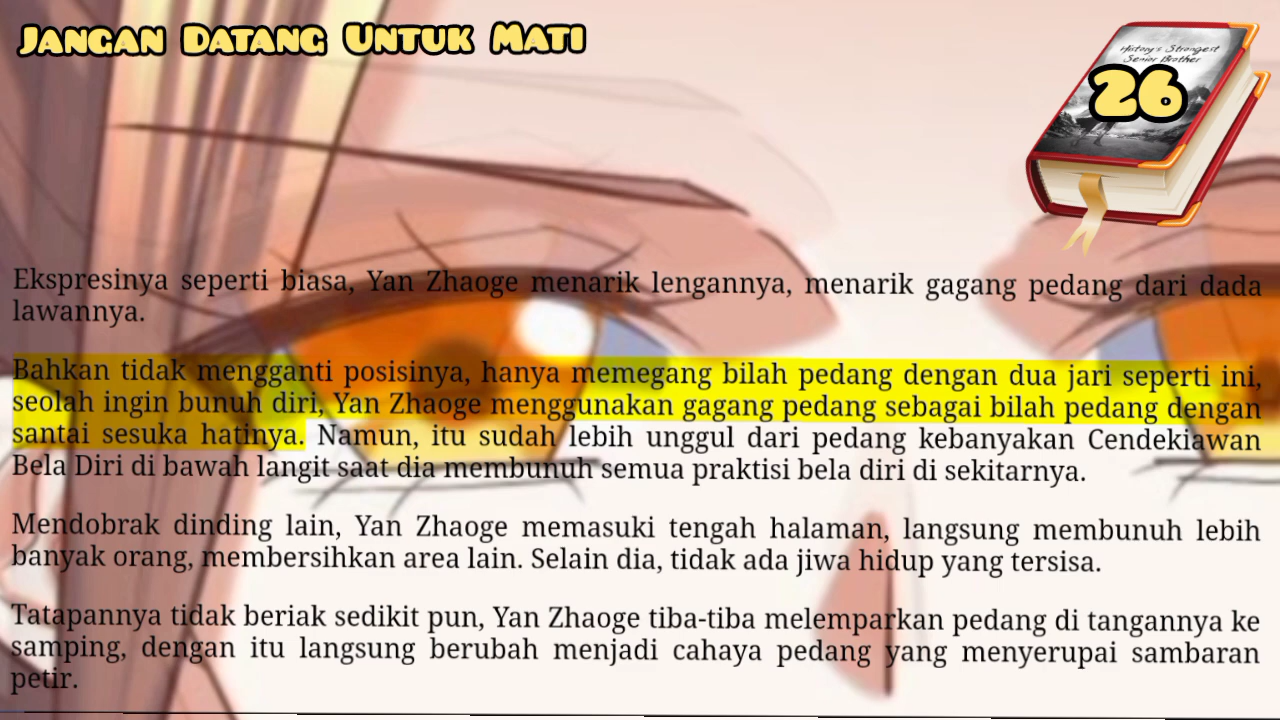 Jangan Datang Untuk Mati
History's Strongest
Senior Brother
26
Ekspresinya seperti biasa, Yan Zhaoge menarik lengannya, menarik gagang pedang dari dada
lawannya.
Bahkan tidak mengganti posisinya, hanya memegang bilah pedang dengan dua jari seperti ini,
seolah ingin bunuh diri, Yan Zhaoge menggunakan gagang pedang sebagai bilah pedang dengan
santai sesuka hatinya. Namun, itu sudah lebih unggul dari pedang kebanyakan Cendekiawan
Bela Diri di bawah langit saat dia membunuh semua praktisi bela diri di sekitarnya.
Mendobrak dinding lain, Yan Zhaoge memasuki tengah halaman, langsung membunuh lebih
banyak orang, membersihkan area lain. Selain dia, tidak ada jiwa hidup yang tersisa.
Tatapannya tidak beriak sedikit pun, Yan Zhaoge tiba-tiba melemparkan pedang di tangannya ke
samping, dengan itu langsung berubah menjadi cahaya pedang yang menyerupai sambaran
petir.